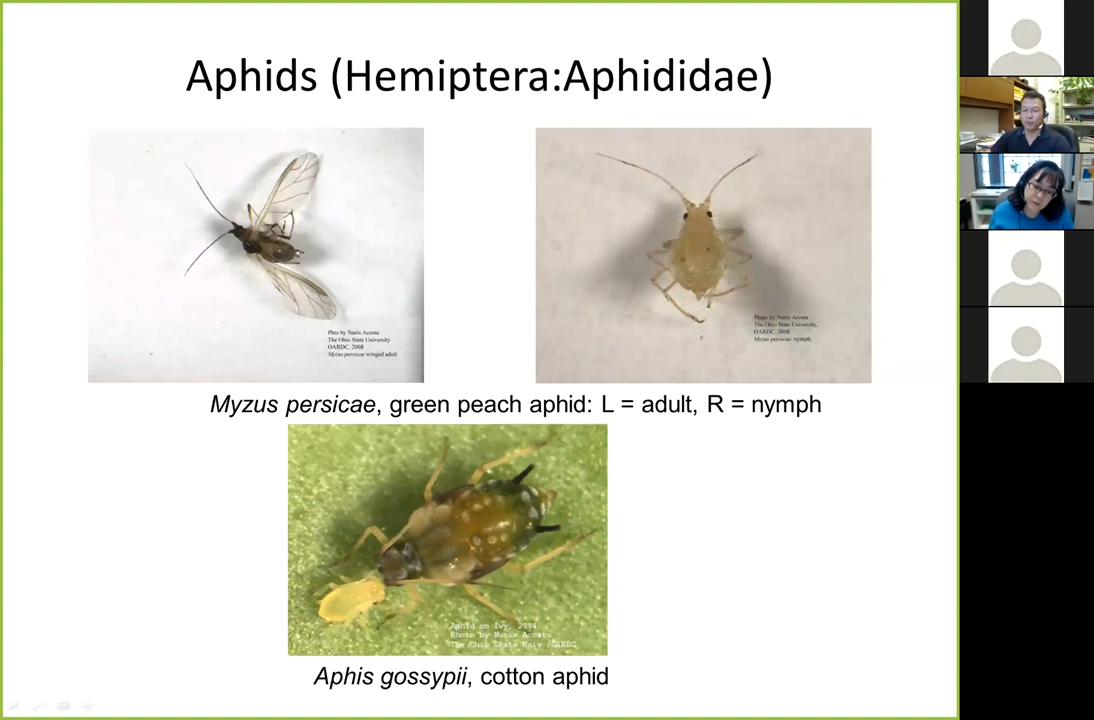 Aphids (Hemiptera:Aphididae)
Phto by Nuris Acosta
The Ohio State University
OARDC, 2008
Myzus persicae winged adult
Photo by Nuris Acosta
The Ohio State University,
OARDC, 2008
Myzus persicae: nymph.
Myzus persicae, green peach aphid: L = adult, R = nymph
Aphid on Ivy, 2004
Photo by Nuris Acosta
The Ohio State Univ./OARDC
Aphis gossypii, cotton aphid